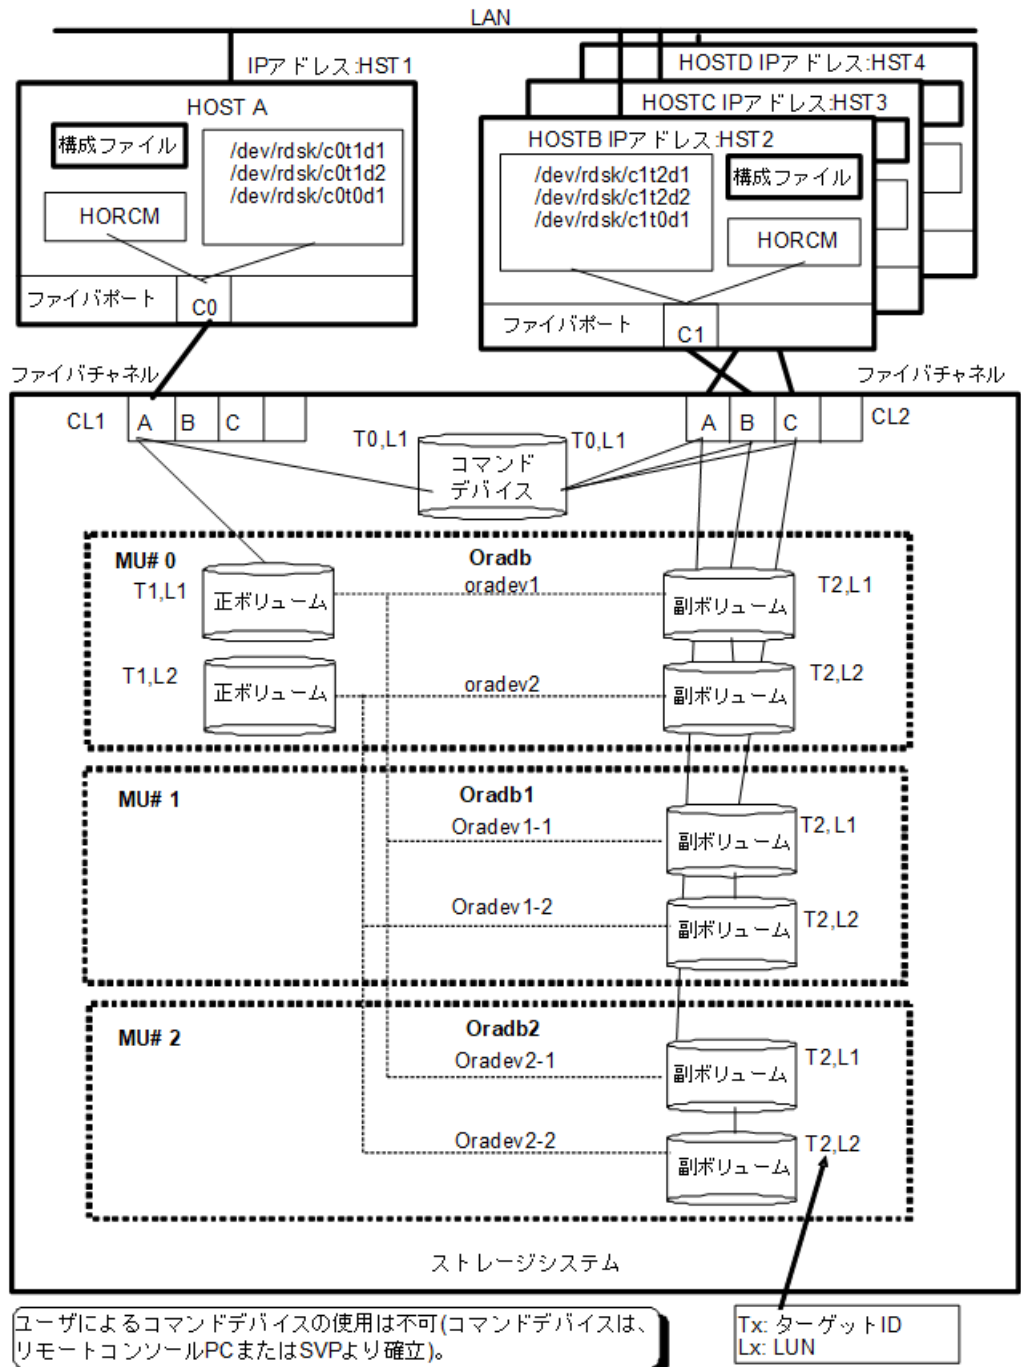 LAN
IPアドレス:HST1
HOST A
構成ファイル
/dev/rdsk/c0t1d1
/dev/rdsk/c0t1d2
/dev/rdsk/c0t0d1
HORCM
ファイバポート
C0
HOSTD IPアドレス:HST4
HOSTC IPアドレス:HST3
HOSTB IPアドレス:HST2
/dev/rdsk/c1t2d1
/dev/rdsk/c1t2d2
/dev/rdsk/c1t0d1
構成ファイル
HORCM
ファイバポート
C1
ファイバチャネル
ファイバチャネル
CL1
A
B
C
A
B
C
CL2
T0,L1
T0,L1
コマンド
デバイス
MU# 0
Oradb
T1,L1
正ボリューム
oradev1
副ボリューム
T2,L1
T1,L2
正ボリューム
oradev2
副ボリューム
T2,L2
MU# 1
Oradb1
Oradev1-1
副ボリューム
T2, L1
Oradev1-2
副ボリューム
T2,L2
MU# 2
Oradb2
Oradev2-1
副ボリューム
T2,L1
Oradev2-2
副ボリューム
T2,L2
ストレージシステム
ユーザによるコマンドデバイスの使用は不可(コマンドデバイスは、
リモートコンソールPCまたはSVPより確立)。
Tx: ターゲットID
Lx: LUN